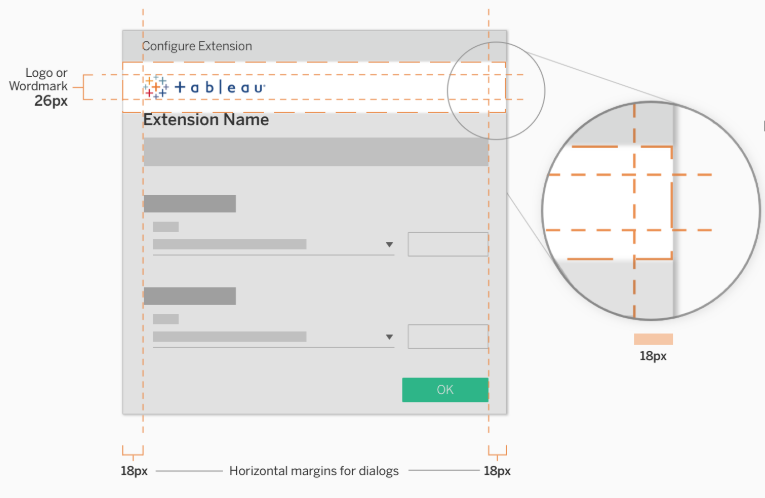 Configure Extension
Logo or
Wordmark
26px
+ableau
Extension Name
OK
18px
18px
Horizontal margins for dialogs
18px